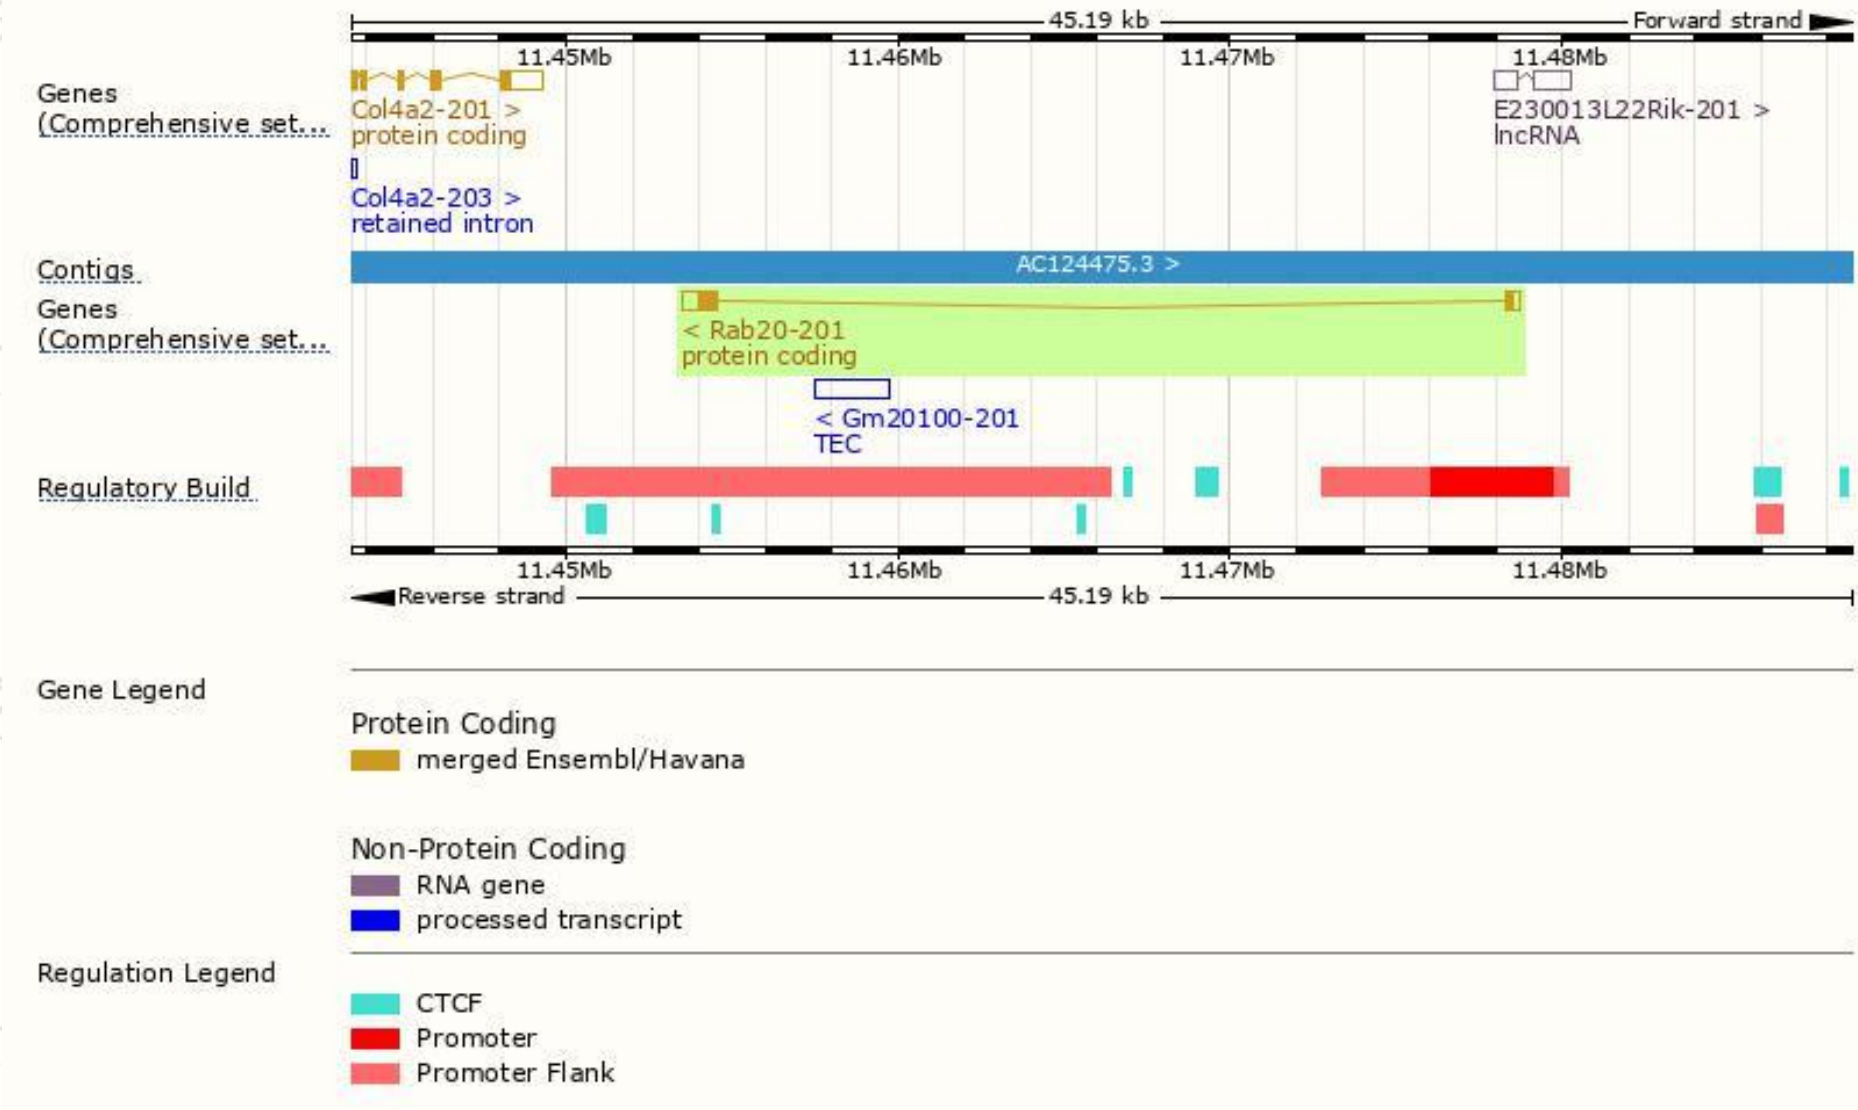 45.19 kb Forward strand
11.45Mb 11.46Mb 11.47Mb 11.48Mb
Genes
(Comprehensive set...
Col4a2-201 >
protein coding
E230013L22Rik-201 >
lncRNA
Col4a2-203 >
retained intron
Contigs
AC124475.3 >
Genes
(Comprehensive set...
< Rab20-201
protein coding
< Gm20100-201
TEC
Regulatory Build
11.45Mb 11.46Mb 11.47Mb 11.48Mb
Reverse strand 45.19 kb
Gene Legend
Protein Coding
merged Ensembl/Havana
Non-Protein Coding
RNA gene
processed transcript
Regulation Legend
CTCF
Promoter
Promoter Flank